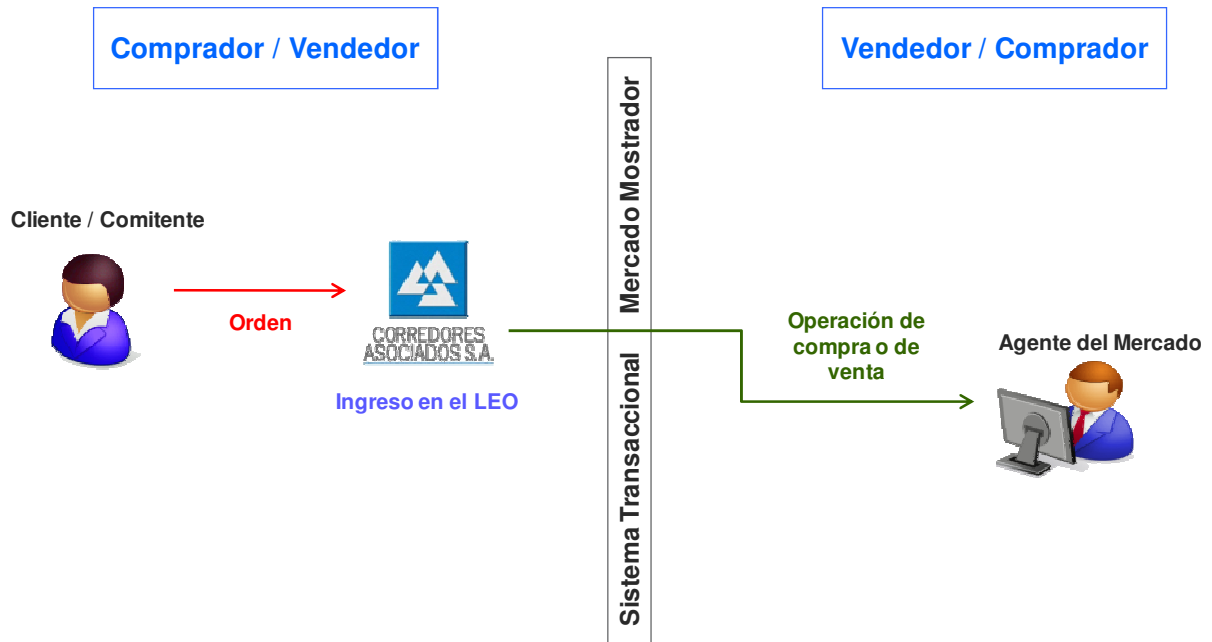 Comprador / Vendedor
Vendedor / Comprador
Mercado Mostrador
Sistema Transaccional
Cliente / Comitente
Orden
CORREDORES
ASOCIADOS S.A.
Ingreso en el LEO
Operación de
compra o de
venta
Agente del Mercado